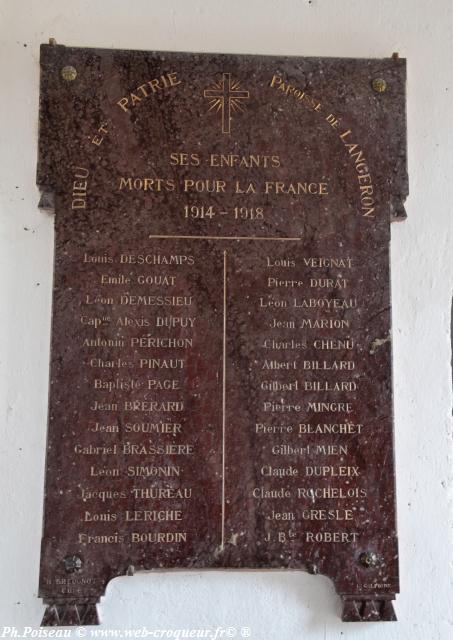 DIEU ET PATRIE
PAROISSE DE LANGERON
SES ENFANTS
MORTS POUR LA FRANCE
1914 - 1918
Louis DESCHAMPS
Emile GOUAT
Léon DEMESSIEU
Capne Alexis DUPUY
Antonin PÉRICHON
Charles PINAUT
Baptiste PAGE
Jean BRÉRARD
Jean SOUMIER
Gabriel BRASSIÈRE
Léon SIMONIN
Jacques THUREAU
Louis LERICHE
Francis BOURDIN
Louis VEIGNAT
Pierre DURAT
Léon LABOYEAU
Jean MARION
Charles CHENU
Albert BILLARD
Gilbert BILLARD
Pierre MINGRE
Pierre BLANCHET
Gilbert MIEN
Claude DUPLEIX
Claude ROCHELOIS
Jean GRESLE
J. Bte ROBERT
Ph.Poiseau © www.web-croqueur.fr © ®